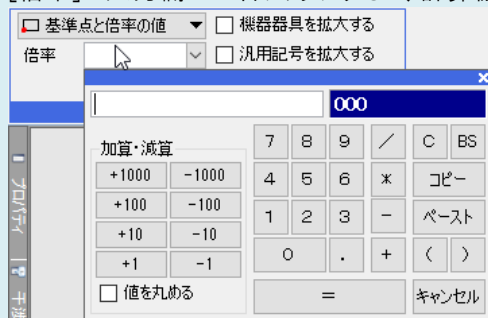 基準点と倍率の値
機器器具を拡大する
倍率
汎用記号を拡大する
000
加算・減算
+1000 -1000
+100 -100
+10 -10
+1 -1
値を丸める
7 8 9 / C BS
4 5 6 * コピー
1 2 3 - ペースト
0 . + ( )
= キャンセル
プロパティ
干渉